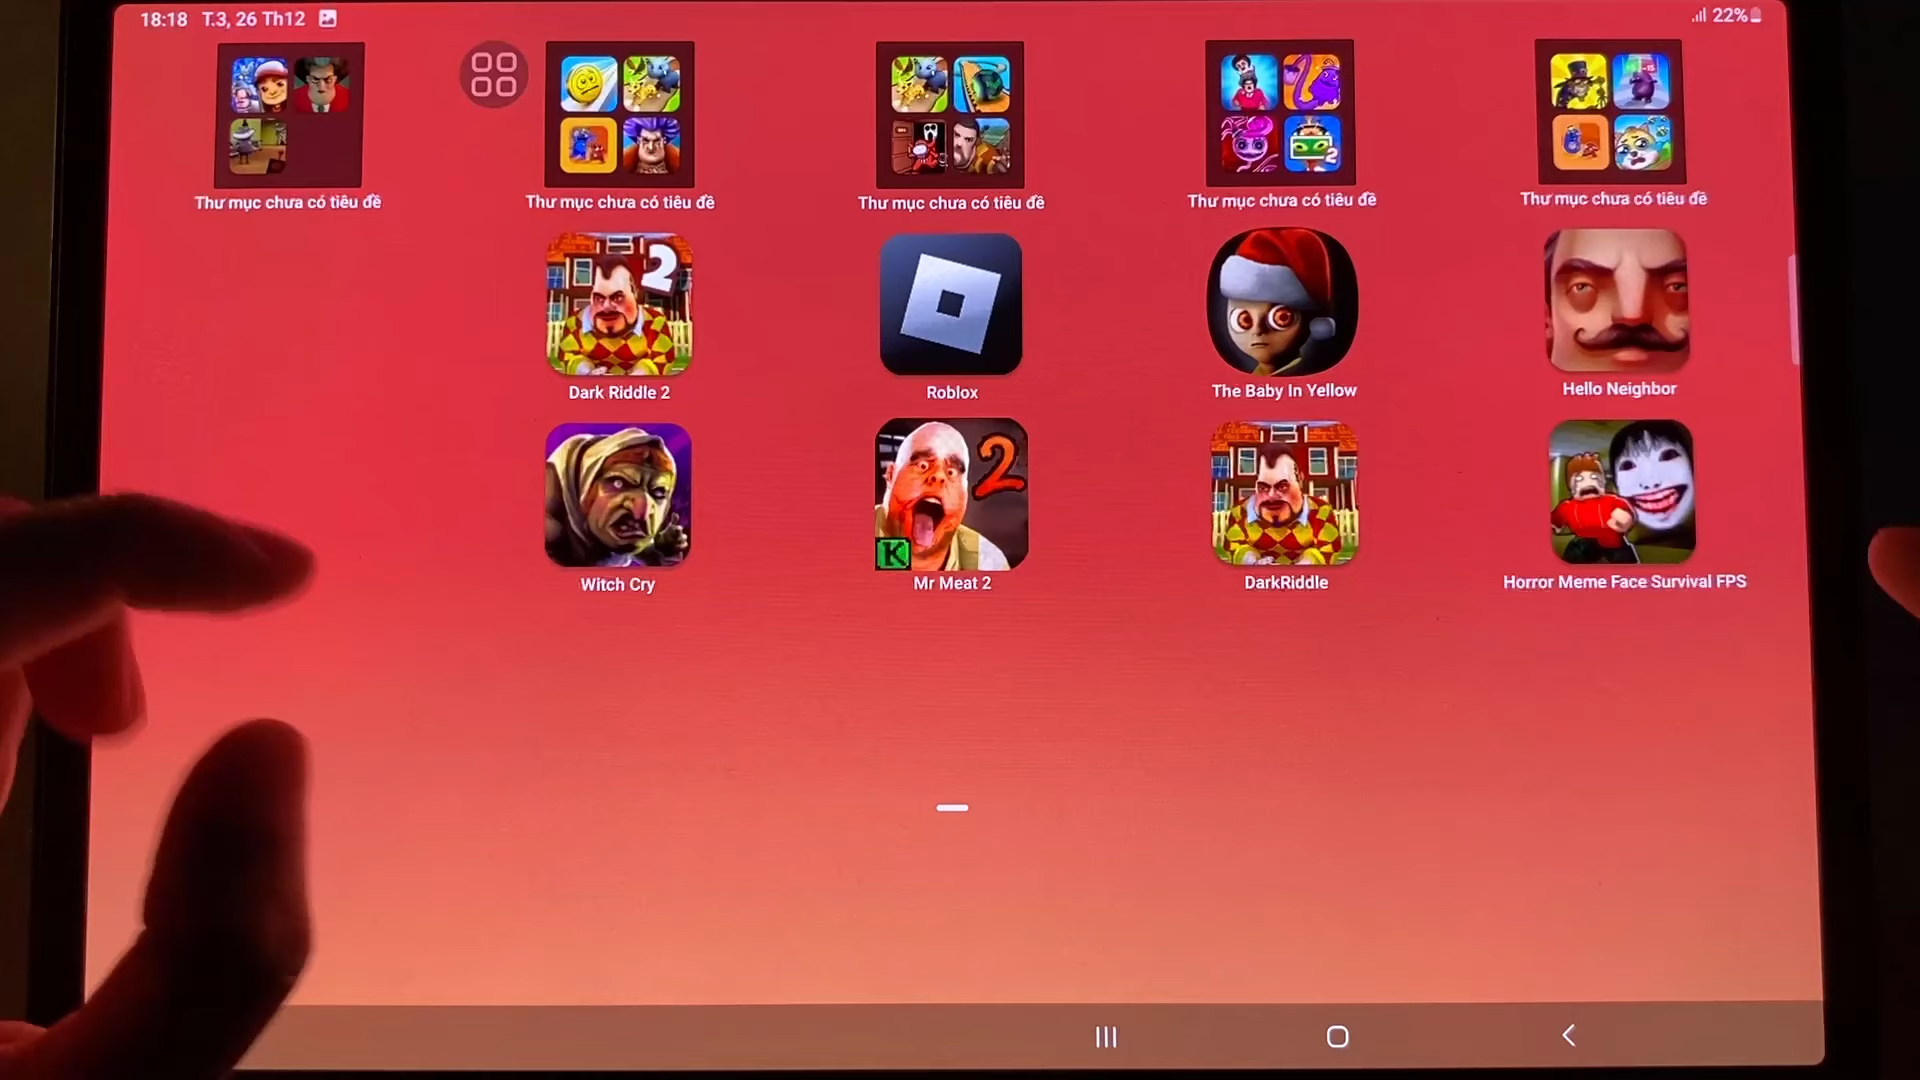 18:18 T.3, 26 Th12
22%
Thư mục chưa có tiêu đề
Thư mục chưa có tiêu đề
Thư mục chưa có tiêu đề
Thư mục chưa có tiêu đề
Thư mục chưa có tiêu đề
2
2
Dark Riddle 2
Roblox
The Baby In Yellow
Hello Neighbor
2
K
Witch Cry
Mr Meat 2
DarkRiddle
Horror Meme Face Survival FPS